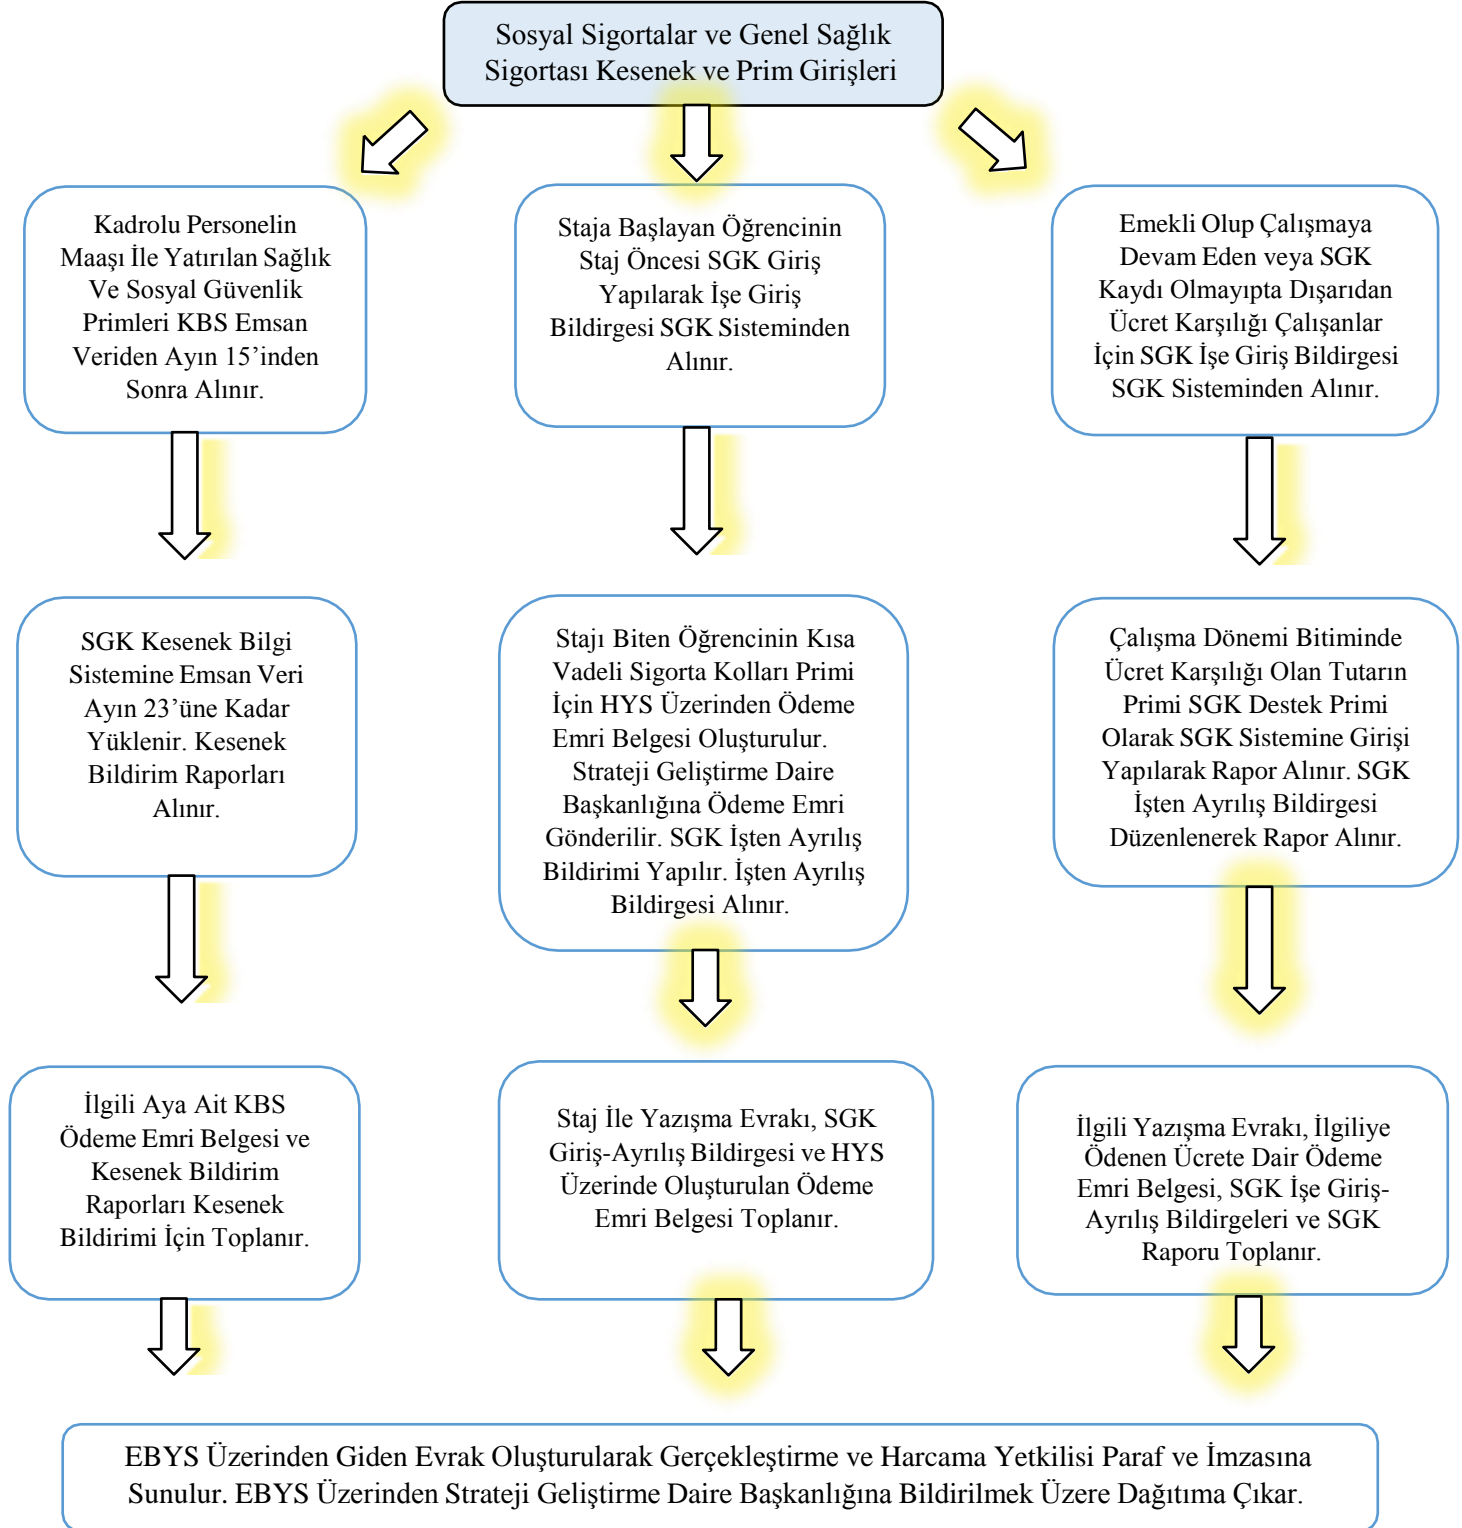 Sosyal Sigortalar ve Genel Sağlık
Sigortası Kesenek ve Prim Girişleri
Kadrolu Personelin
Maaşı İle Yatırılan Sağlık
Ve Sosyal Güvenlik
Primleri KBS Emsan
Veriden Ayın 15’inden
Sonra Alınır.
Staja Başlayan Öğrencinin
Staj Öncesi SGK Giriş
Yapılarak İşe Giriş
Bildirgesi SGK Sisteminden
Alınır.
Emekli Olup Çalışmaya
Devam Eden veya SGK
Kaydı Olmayıpta Dışarıdan
Ücret Karşılığı Çalışanlar
İçin SGK İşe Giriş Bildirgesi
SGK Sisteminden Alınır.
SGK Kesenek Bilgi
Sistemine Emsan Veri
Ayın 23’üne Kadar
Yüklenir. Kesenek
Bildirim Raporları
Alınır.
Stajı Biten Öğrencinin Kısa
Vadeli Sigorta Kolları Primi
İçin HYS Üzerinden Ödeme
Emri Belgesi Oluşturulur.
Strateji Geliştirme Daire
Başkanlığına Ödeme Emri
Gönderilir. SGK İşten Ayrılış
Bildirimi Yapılır. İşten Ayrılış
Bildirgesi Alınır.
Çalışma Dönemi Bitiminde
Ücret Karşılığı Olan Tutarın
Primi SGK Destek Primi
Olarak SGK Sistemine Girişi
Yapılarak Rapor Alınır. SGK
İşten Ayrılış Bildirgesi
Düzenlenerek Rapor Alınır.
İlgili Aya Ait KBS
Ödeme Emri Belgesi ve
Kesenek Bildirim
Raporları Kesenek
Bildirimi İçin Toplanır.
Staj İle Yazışma Evrakı, SGK
Giriş-Ayrılış Bildirgesi ve HYS
Üzerinde Oluşturulan Ödeme
Emri Belgesi Toplanır.
İlgili Yazışma Evrakı, İlgiliye
Ödenen Ücrete Dair Ödeme
Emri Belgesi, SGK İşe Giriş-
Ayrılış Bildirgeleri ve SGK
Raporu Toplanır.
EBYS Üzerinden Giden Evrak Oluşturularak Gerçekleştirme ve Harcama Yetkilisi Paraf ve İmzasına
Sunulur. EBYS Üzerinden Strateji Geliştirme Daire Başkanlığına Bildirilmek Üzere Dağıtıma Çıkar.